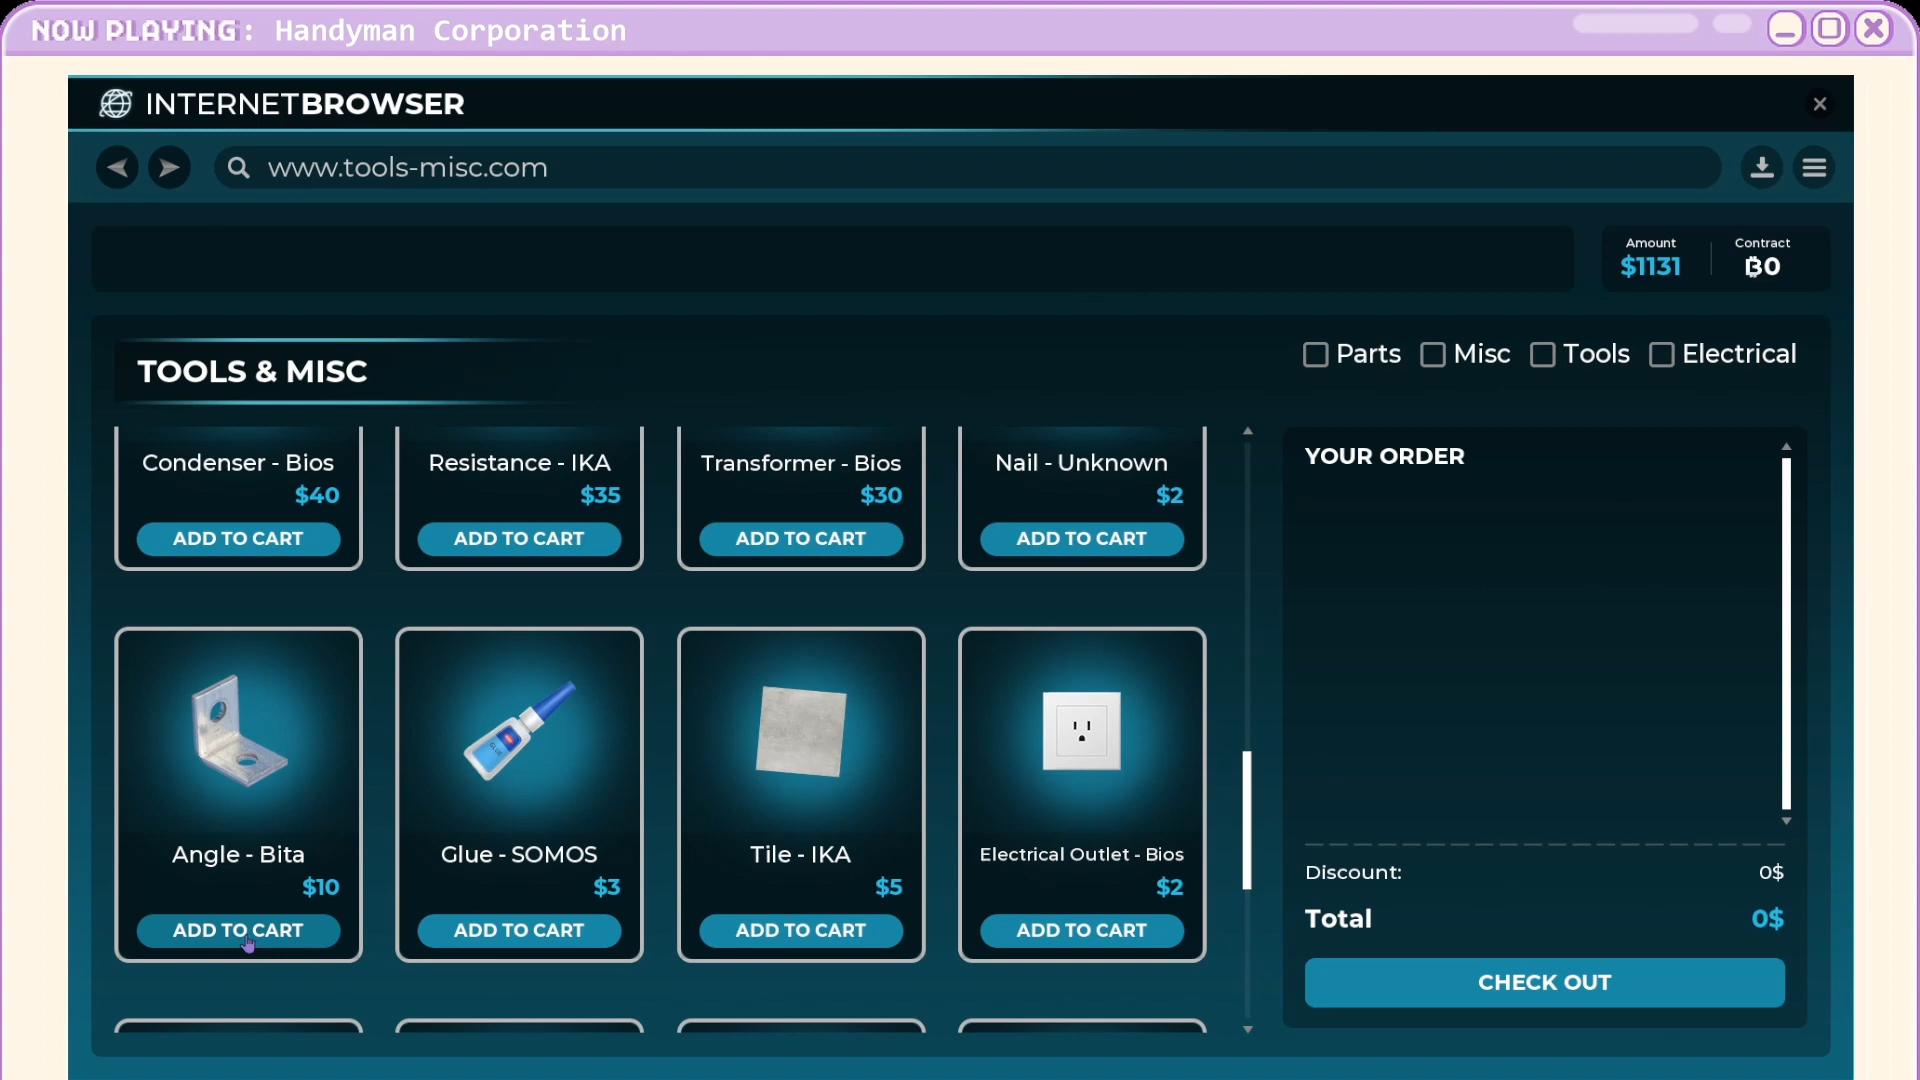 NOW PLAYING: Handyman Corporation
INTERNETBROWSER
www.tools-misc.com
Amount
$1131
Contract
₿0
TOOLS & MISC
Parts
Misc
Tools
Electrical
Condenser - Bios
$40
ADD TO CART
Resistance - IKA
$35
ADD TO CART
Transformer - Bios
$30
ADD TO CART
Nail - Unknown
$2
ADD TO CART
Angle - Bita
$10
ADD TO CART
GLUE
Glue - SOMOS
$3
ADD TO CART
Tile - IKA
$5
ADD TO CART
Electrical Outlet - Bios
$2
ADD TO CART
YOUR ORDER
Discount: 0$
Total 0$
CHECK OUT